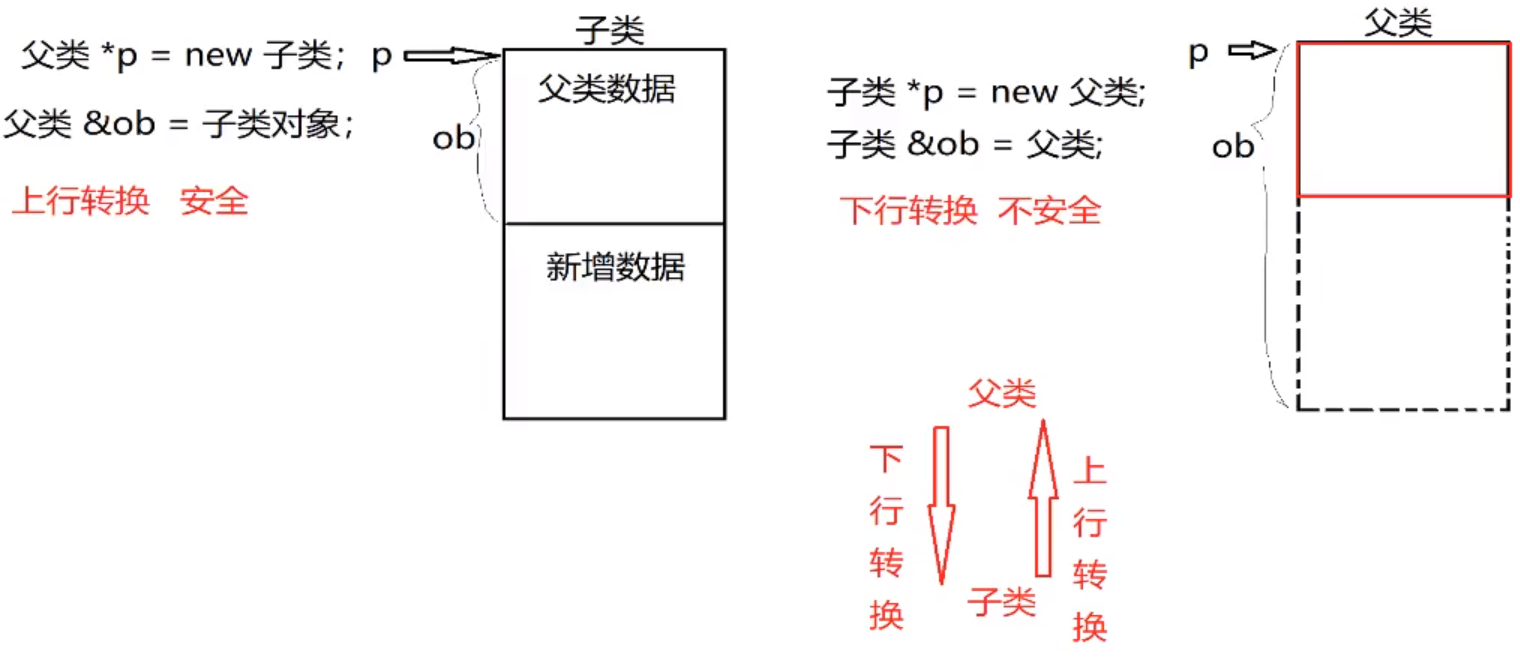 子类
父类 *p = new 子类;
p
父类数据
父类 &ob = 子类对象;
ob
上行转换 安全
新增数据
父类
p
子类 *p = new 父类;
子类 &ob = 父类;
ob
下行转换 不安全
父类
下行转换
上行转换
子类